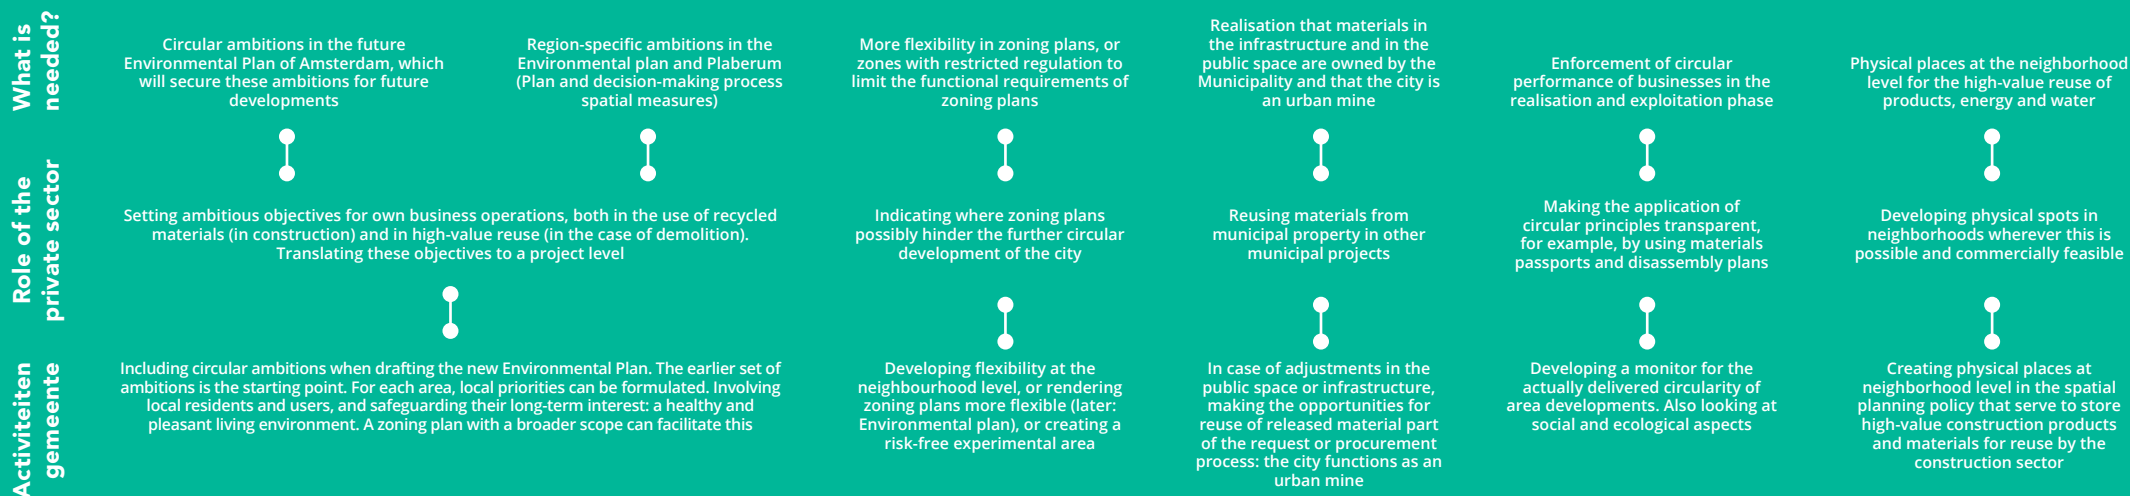 What is
needed?
Circular ambitions in the future
Environmental Plan of Amsterdam, which
will secure these ambitions for future
developments
Region-specific ambitions in the
Environmental plan and Plaberum
(Plan and decision-making process
spatial measures)
More flexibility in zoning plans, or
zones with restricted regulation to
limit the functional requirements of
zoning plans
Realisation that materials in
the infrastructure and in the
public space are owned by the
Municipality and that the city is
an urban mine
Enforcement of circular
performance of businesses in the
realisation and exploitation phase
Physical places at the neighborhood
level for the high-value reuse of
products, energy and water
Role of the
private sector
Setting ambitious objectives for own business operations, both in the use of recycled
materials (in construction) and in high-value reuse (in the case of demolition).
Translating these objectives to a project level
Indicating where zoning plans
possibly hinder the further circular
development of the city
Reusing materials from
municipal property in other
municipal projects
Making the application of
circular principles transparent,
for example, by using materials
passports and disassembly plans
Developing physical spots in
neighborhoods wherever this is
possible and commercially feasible
Activiteiten
gemeente
Including circular ambitions when drafting the new Environmental Plan. The earlier set of
ambitions is the starting point. For each area, local priorities can be formulated. Involving
local residents and users, and safeguarding their long-term interest: a healthy and
pleasant living environment. A zoning plan with a broader scope can facilitate this
Developing flexibility at the
neighbourhood level, or rendering
zoning plans more flexible (later:
Environmental plan), or creating a
risk-free experimental area
In case of adjustments in the
public space or infrastructure,
making the opportunities for
reuse of released material part
of the request or procurement
process: the city functions as an
urban mine
Developing a monitor for the
actually delivered circularity of
area developments. Also looking at
social and ecological aspects
Creating physical places at
neighborhood level in the spatial
planning policy that serve to store
high-value construction products
and materials for reuse by the
construction sector